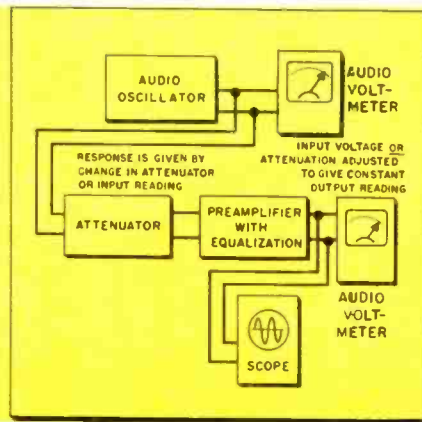 AUDIO
OSCILLATOR
AUDIO
VOLT-
METER
RESPONSE IS GIVEN BY
CHANGE IN ATTENUATOR
OR INPUT READING
INPUT VOLTAGE OR
ATTENUATION ADJUSTED
TO GIVE CONSTANT
OUTPUT READING
ATTENUATOR
PREAMPLIFIER
WITH
EQUALIZATION
AUDIO
VOLT-
METER
SCOPE